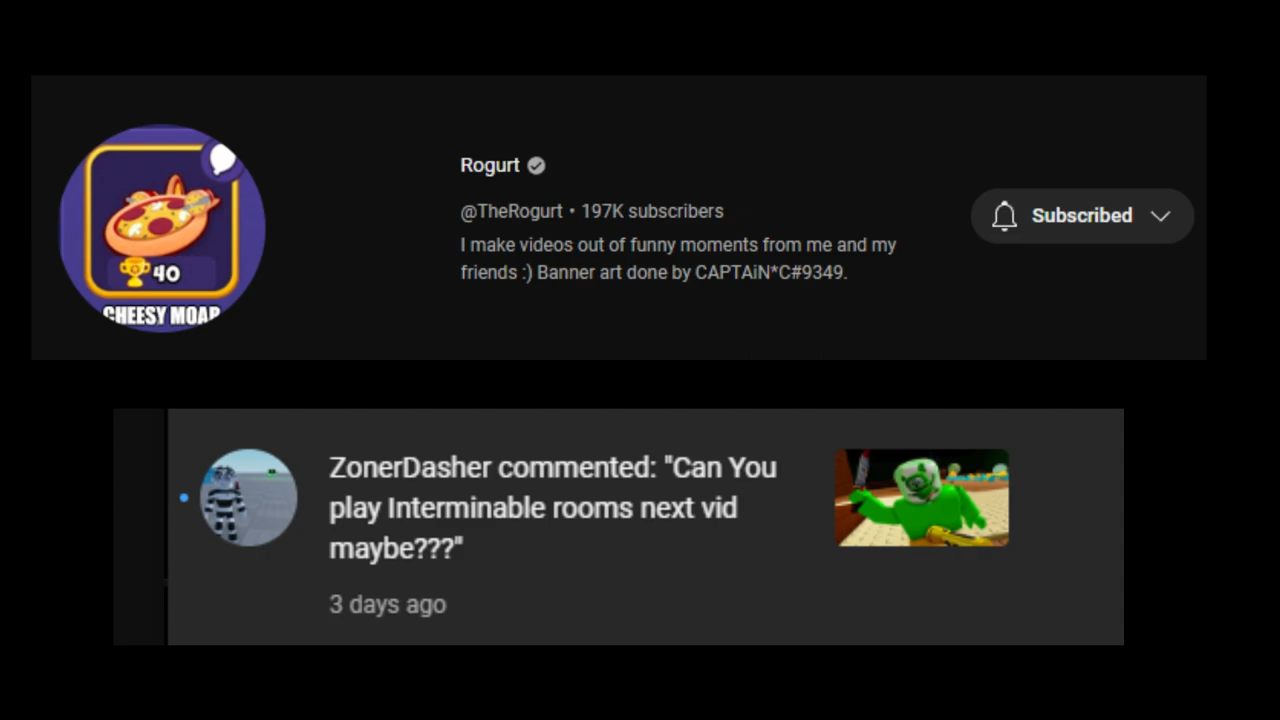 40
CHEESY MOAR
Rogurt
@TheRogurt • 197K subscribers
I make videos out of funny moments from me and my
friends :) Banner art done by CAPTAiN*C#9349.
Subscribed
ZonerDasher commented: "Can You
play Interminable rooms next vid
maybe???"
3 days ago